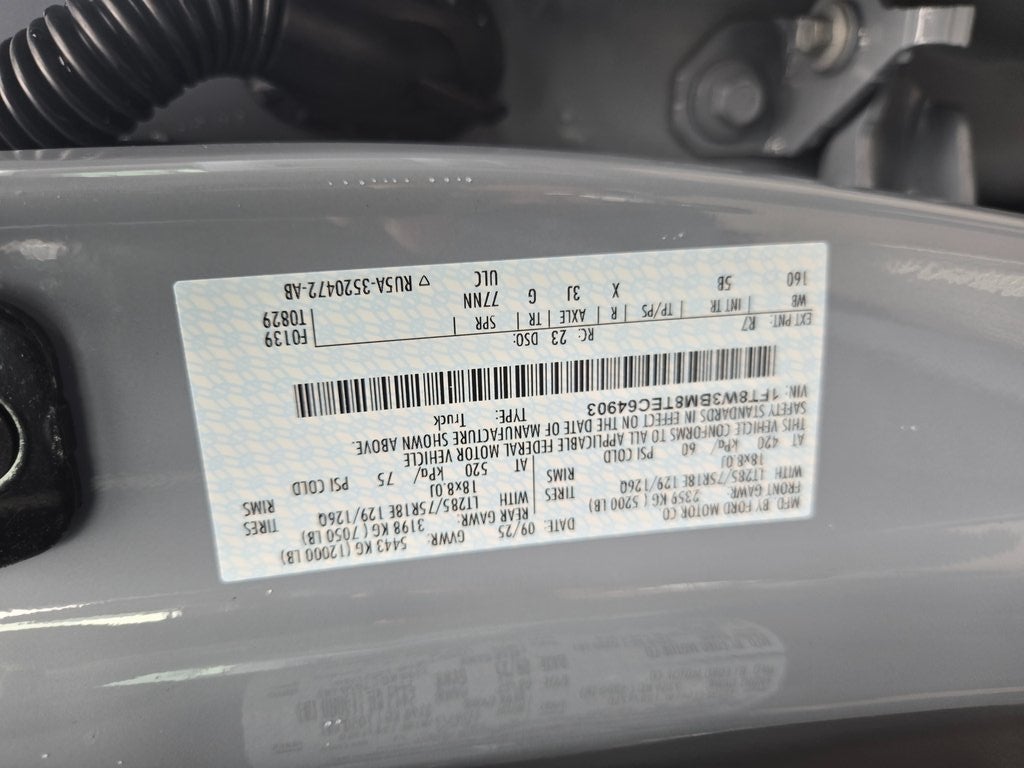 MFD. BY FORD MOTOR CO
DATE: 09/25 GVWR: 5443 KG (12000 LB)
FRONT GAWR: 2359 KG (5200 LB) REAR GAWR: 3198 KG (7050 LB)
WITH LT285/75R18E 129/126Q TIRES WITH LT285/75R18E 129/126Q TIRES
18x8.0J RIMS 18x8.0J RIMS
AT 420 kPa/ 60 PSI COLD AT 520 kPa/ 75 PSI COLD
THIS VEHICLE CONFORMS TO ALL APPLICABLE FEDERAL MOTOR VEHICLE
SAFETY STANDARDS IN EFFECT ON THE DATE OF MANUFACTURE SHOWN ABOVE.
VIN: 1FT8W3BM8TEC64903 TYPE: Truck
F0139
T0829
EXT PNT: R7 RC: 23 DSO:
WB | INT TR | TP/PS | R | AXLE | TR | SPR
160 5B X 3J G 77NN
ULC ▽ RU5A-3520472-AB